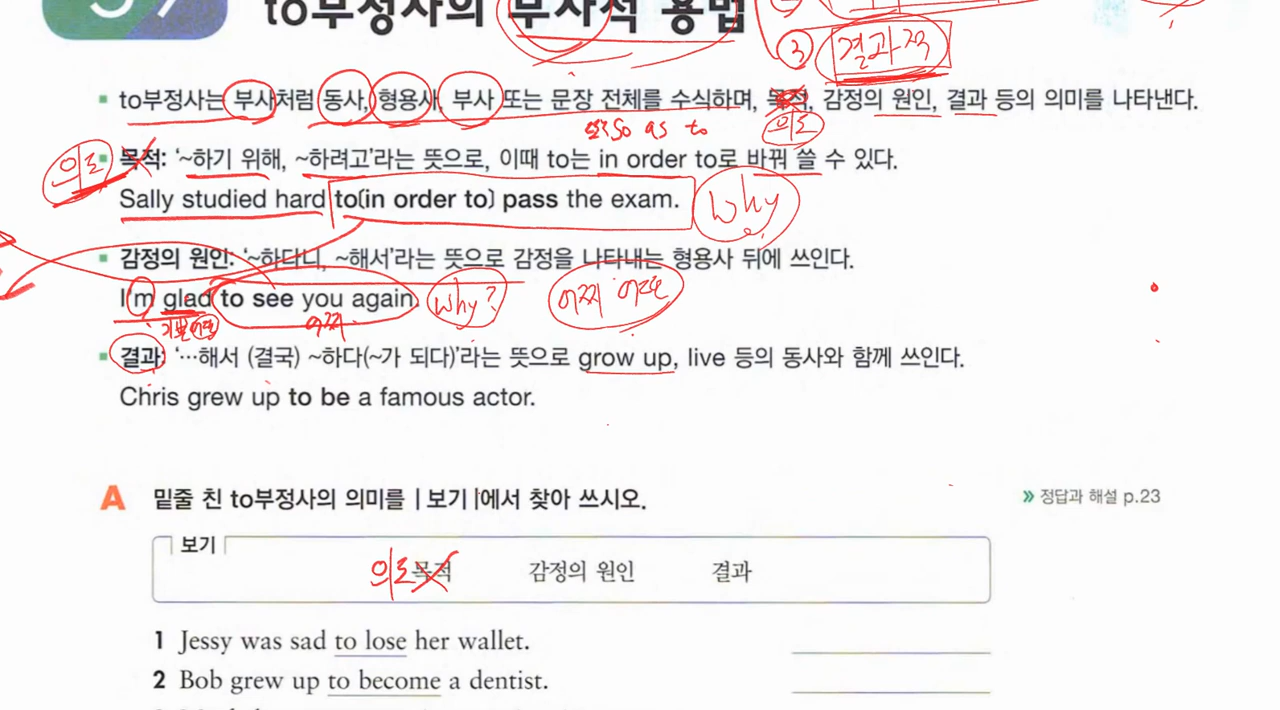 to부정사의 부사적 용법
③ 결과적
to부정사는 부사처럼 동사, 형용사, 부사 또는 문장 전체를 수식하며, 목적, 감정의 원인, 결과 등의 의미를 나타낸다.
so as to 의도
의도 목적: '~하기 위해, ~하려고'라는 뜻으로, 이때 to는 in order to로 바꿔 쓸 수 있다.
Sally studied hard to(in order to) pass the exam. Why
감정의 원인: '~하다니, ~해서'라는 뜻으로 감정을 나타내는 형용사 뒤에 쓰인다.
I'm glad to see you again. Why? 어찌 어또
어찌
결과: '…해서 (결국) ~하다(~가 되다)'라는 뜻으로 grow up, live 등의 동사와 함께 쓰인다.
Chris grew up to be a famous actor.
A 밑줄 친 to부정사의 의미를 |보기|에서 찾아 쓰시오. » 정답과 해설 p.23
보기
의도 목적 감정의 원인 결과
1 Jessy was sad to lose her wallet.
2 Bob grew up to become a dentist.